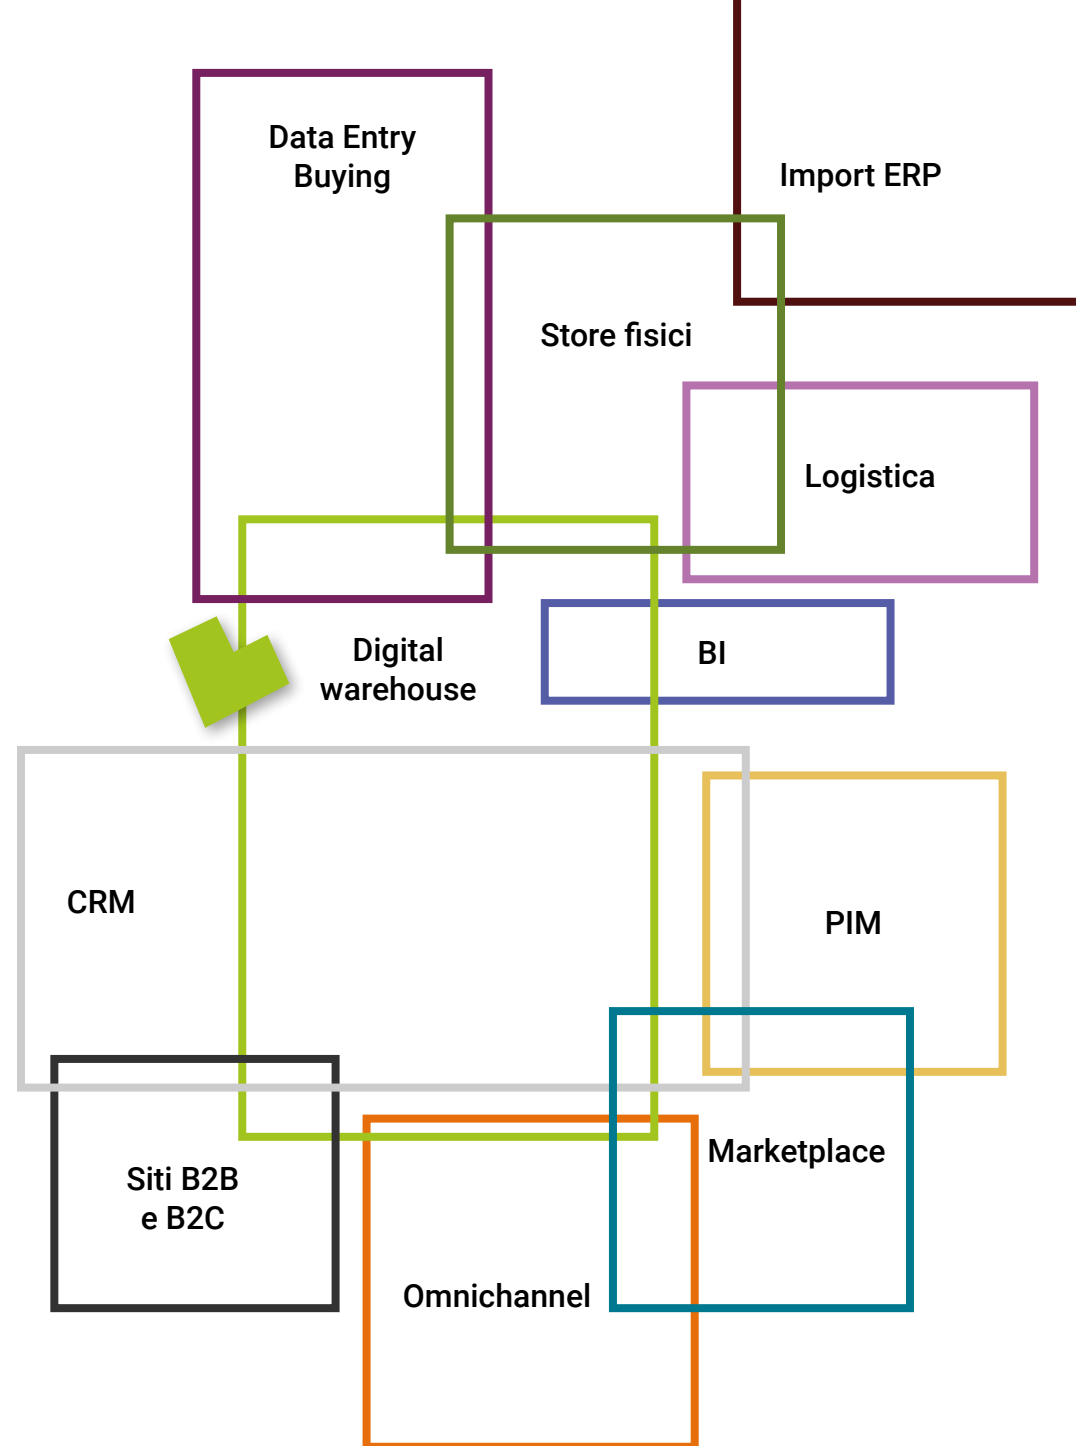 Data Entry
Buying
Import ERP
Store fisici
Logistica
Digital
warehouse
BI
CRM
PIM
Marketplace
Siti B2B
e B2C
Omnichannel